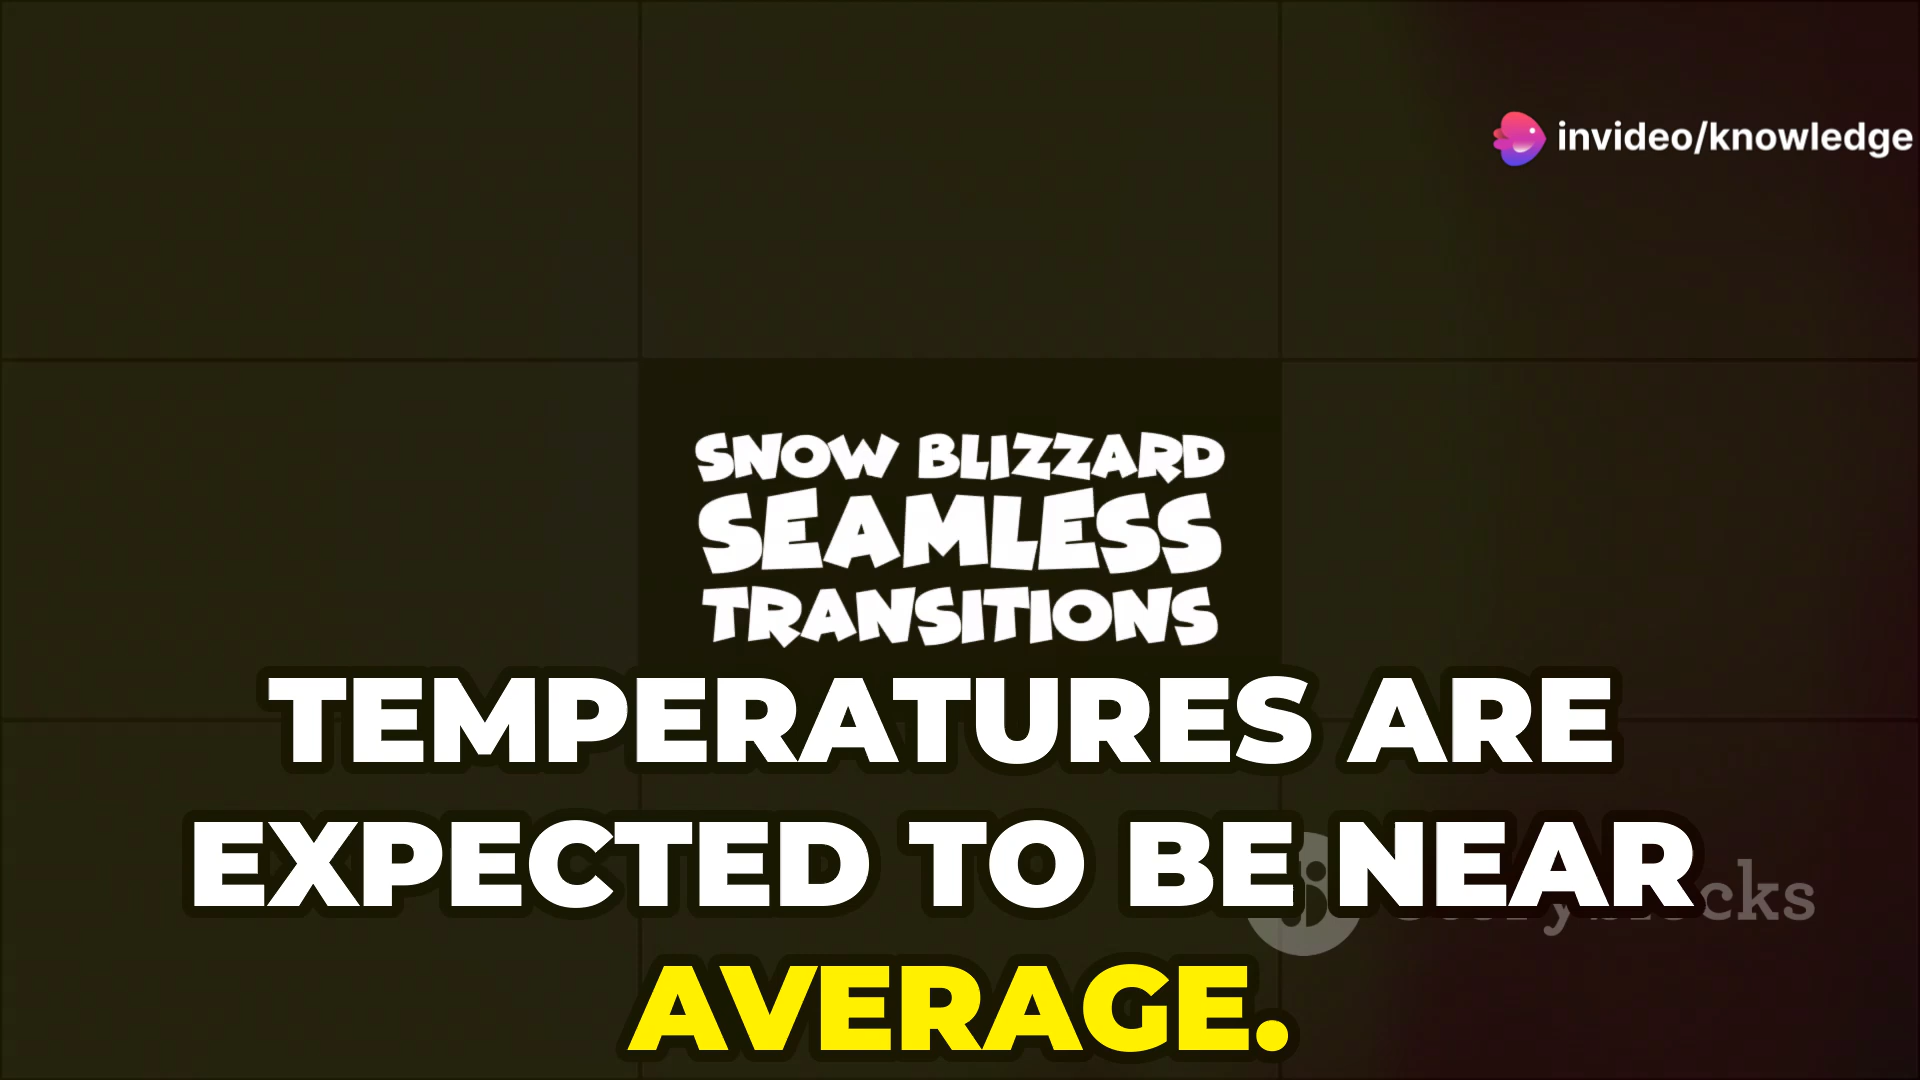 invideo/knowledge
SNOW BLIZZARD
SEAMLESS
TRANSITIONS
TEMPERATURES ARE
EXPECTED TO BE NEAR
AVERAGE.